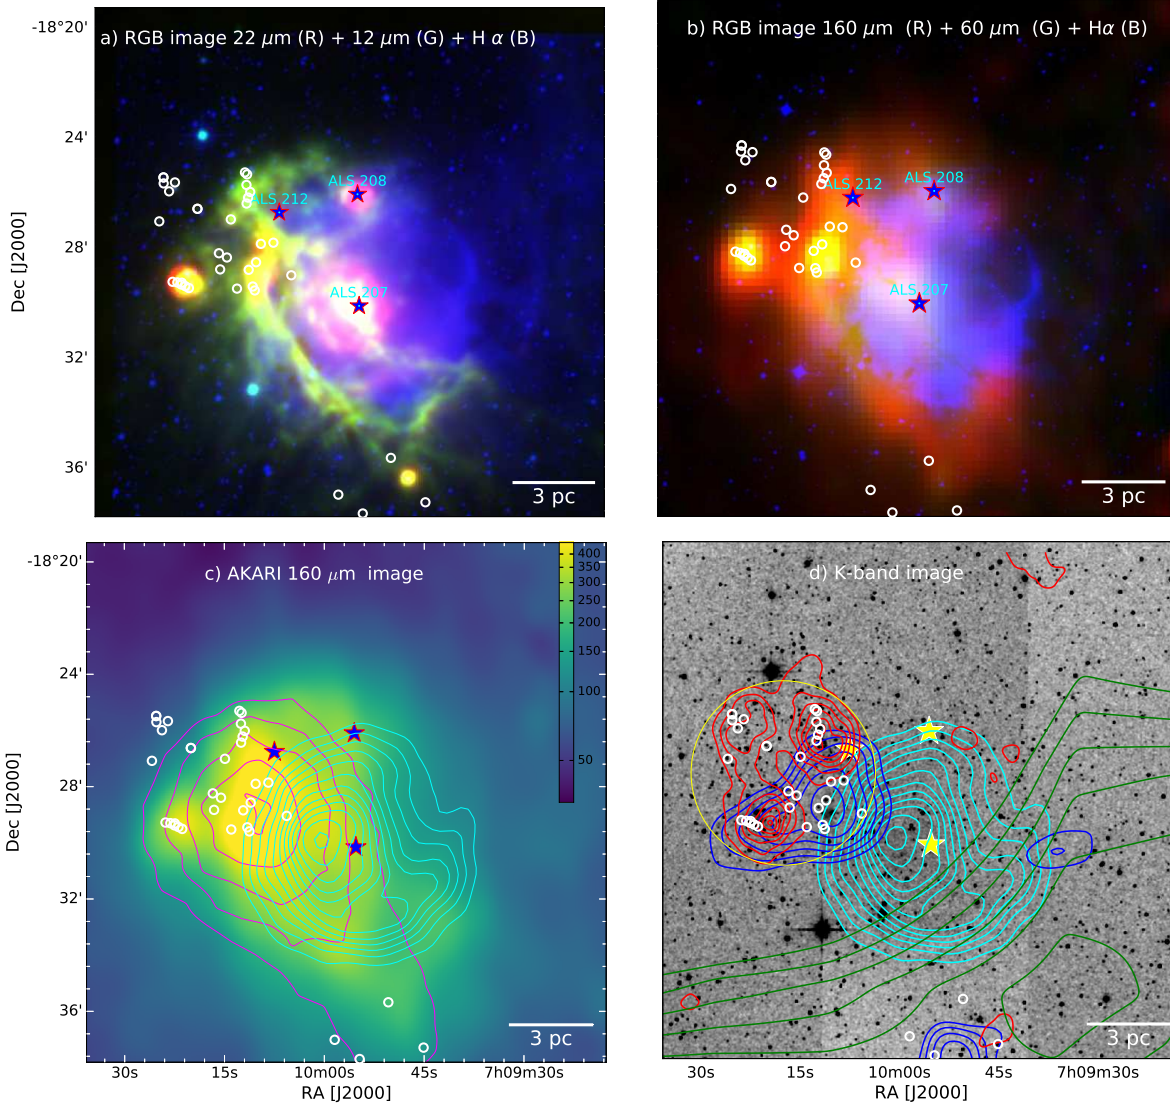 a) RGB image 22 μm (R) + 12 μm (G) + H α (B)
b) RGB image 160 μm (R) + 60 μm (G) + Hα (B)
-18°20'
24'
28'
32'
36'
Dec [J2000]
ALS 208
ALS 212
ALS 207
3 pc
ALS 212
ALS 208
ALS 207
3 pc
c) AKARI 160 μm image
d) K-band image
-18°20'
24'
28'
32'
36'
Dec [J2000]
400
350
300
250
200
150
100
50
3 pc
3 pc
30s
15s
10m00s
45s
7h09m30s
RA [J2000]
30s
15s
10m00s
45s
7h09m30s
RA [J2000]